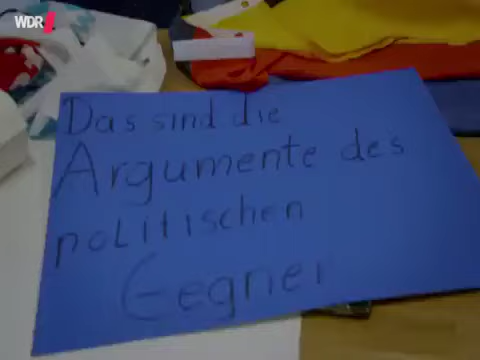 WDR
Das sind die
Argumente des
politischen
Gegner